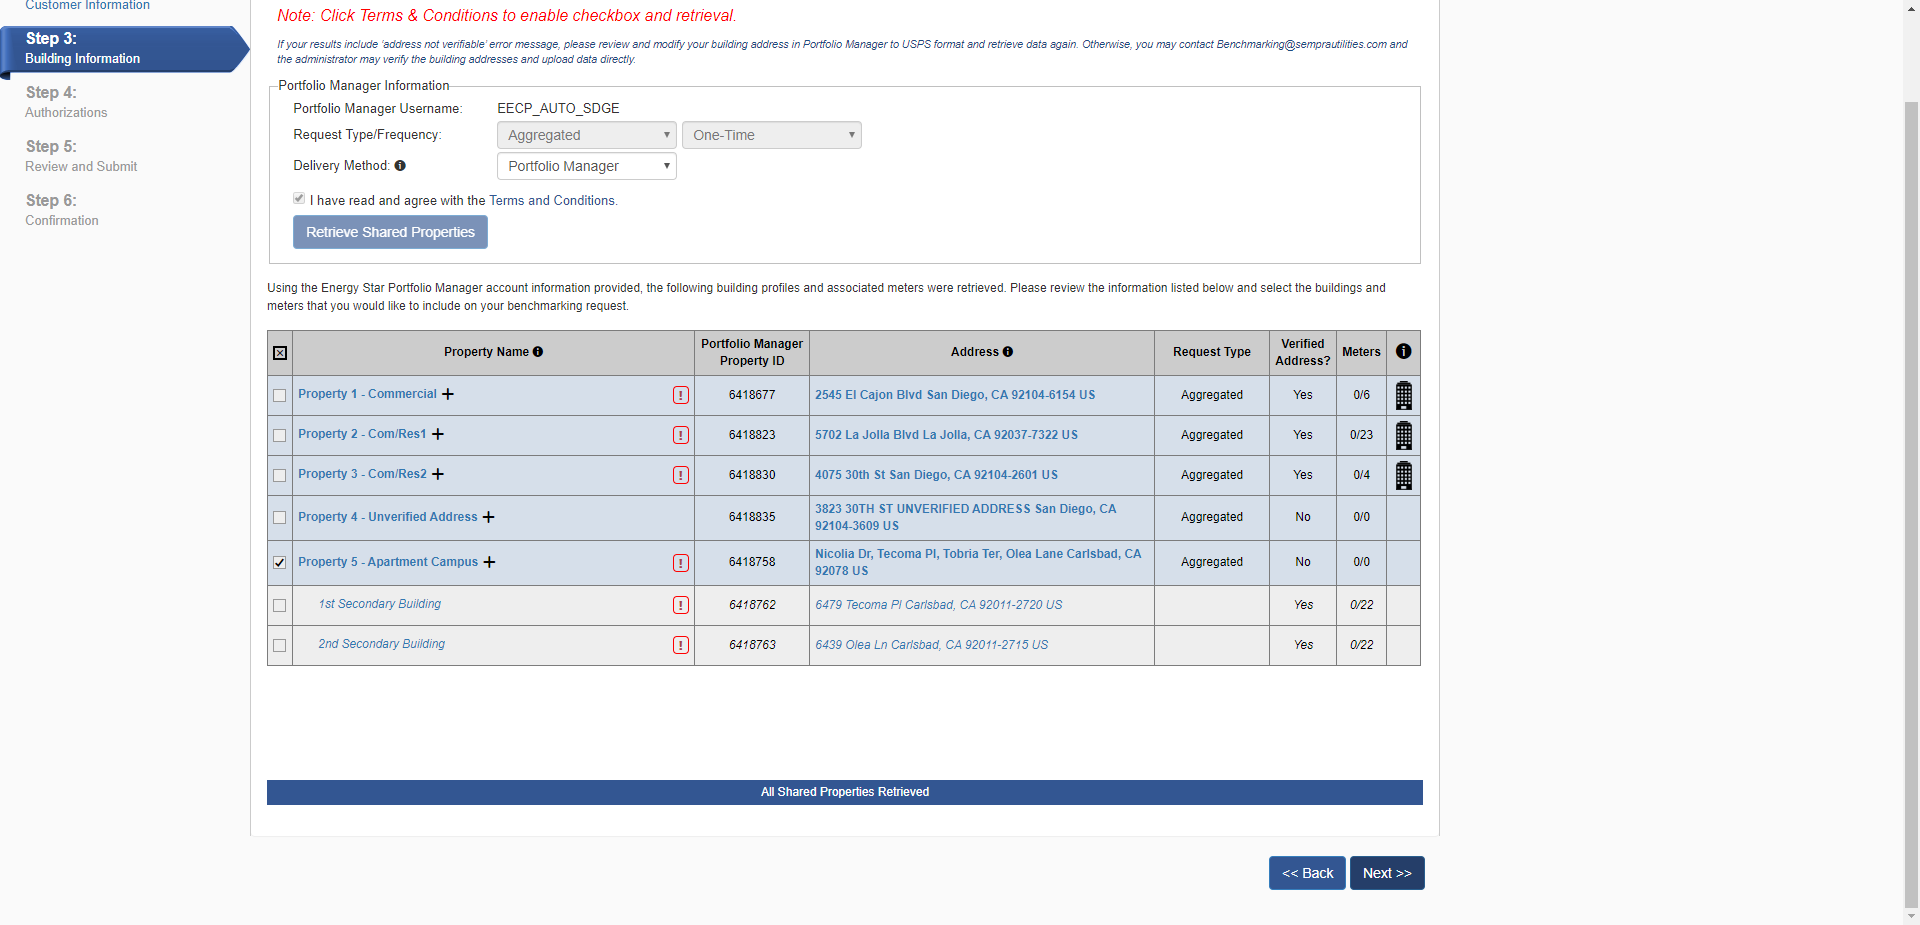 Customer Information
Step 3:
Building Information
Step 4:
Authorizations
Step 5:
Review and Submit
Step 6:
Confirmation
Note: Click Terms & Conditions to enable checkbox and retrieval.
If your results include 'address not verifiable' error message, please review and modify your building address in Portfolio Manager to USPS format and retrieve data again. Otherwise, you may contact Benchmarking@semprautilities.com and
the administrator may verify the building addresses and upload data directly.
Portfolio Manager Information
Portfolio Manager Username: EECP_AUTO_SDGE
Request Type/Frequency: Aggregated One-Time
Delivery Method: Portfolio Manager
I have read and agree with the Terms and Conditions.
Retrieve Shared Properties
Using the Energy Star Portfolio Manager account information provided, the following building profiles and associated meters were retrieved. Please review the information listed below and select the buildings and
meters that you would like to include on your benchmarking request.
Property Name
Portfolio Manager
Property ID
Address
Request Type
Verified
Address?
Meters
Property 1 - Commercial + ! 6418677 2545 El Cajon Blvd San Diego, CA 92104-6154 US Aggregated Yes 0/6
Property 2 - Com/Res1 + ! 6418823 5702 La Jolla Blvd La Jolla, CA 92037-7322 US Aggregated Yes 0/23
Property 3 - Com/Res2 + ! 6418830 4075 30th St San Diego, CA 92104-2601 US Aggregated Yes 0/4
Property 4 - Unverified Address + 6418835 3823 30TH ST UNVERIFIED ADDRESS San Diego, CA
92104-3609 US Aggregated No 0/0
Property 5 - Apartment Campus + ! 6418758 Nicolia Dr, Tecoma Pl, Tobria Ter, Olea Lane Carlsbad, CA
92078 US Aggregated No 0/0
1st Secondary Building ! 6418762 6479 Tecoma Pl Carlsbad, CA 92011-2720 US Yes 0/22
2nd Secondary Building ! 6418763 6439 Olea Ln Carlsbad, CA 92011-2715 US Yes 0/22
All Shared Properties Retrieved
<< Back
Next >>